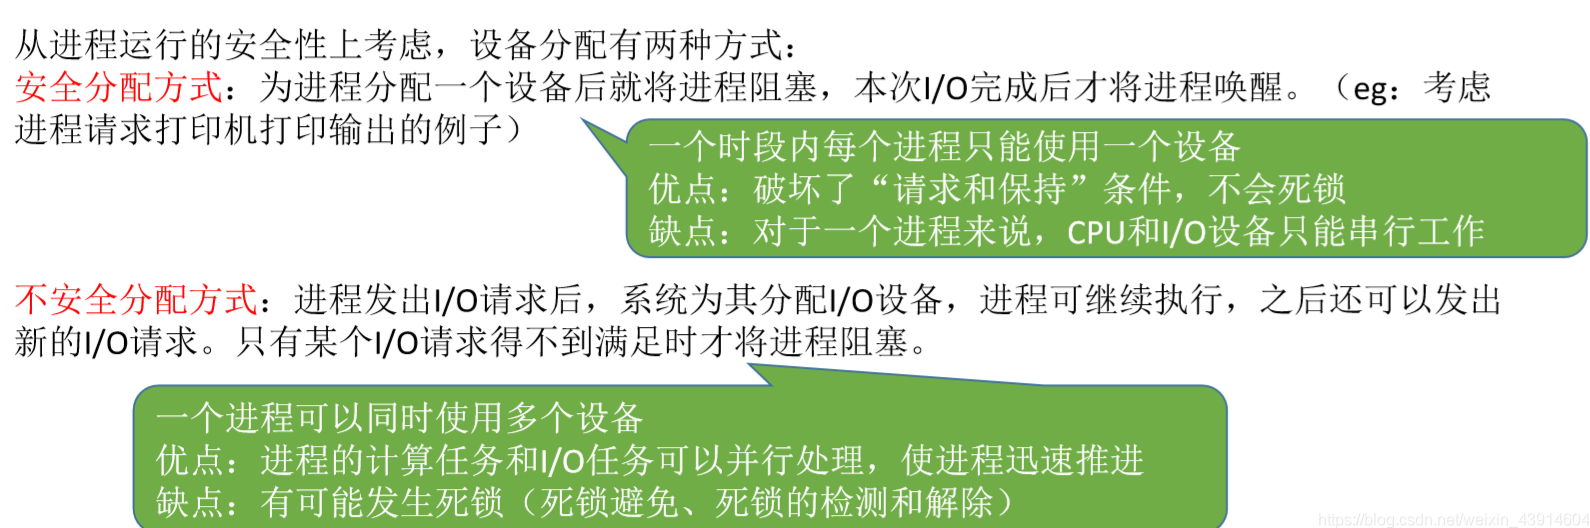 从进程运行的安全性上考虑，设备分配有两种方式：
安全分配方式：为进程分配一个设备后就将进程阻塞，本次I/O完成后才将进程唤醒。（eg：考虑
进程请求打印机打印输出的例子）
一个时段内每个进程只能使用一个设备
优点：破坏了“请求和保持”条件，不会死锁
缺点：对于一个进程来说，CPU和I/O设备只能串行工作
不安全分配方式：进程发出I/O请求后，系统为其分配I/O设备，进程可继续执行，之后还可以发出
新的I/O请求。只有某个I/O请求得不到满足时才将进程阻塞。
一个进程可以同时使用多个设备
优点：进程的计算任务和I/O任务可以并行处理，使进程迅速推进
缺点：有可能发生死锁（死锁避免、死锁的检测和解除）
https://blog.csdn.net/weixin_43914604